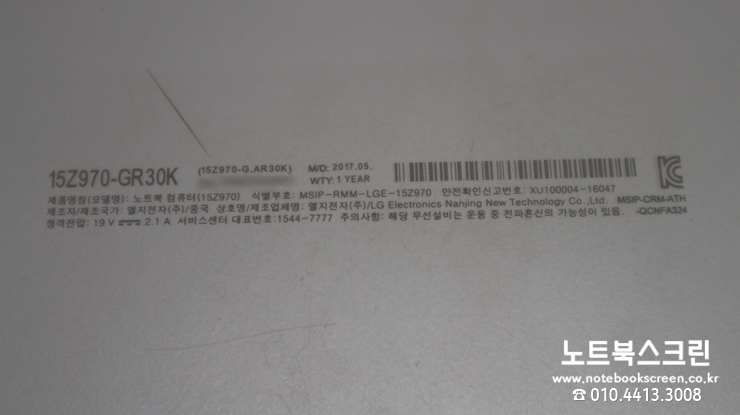 15Z970-GR30K (15Z970-G.AR30K) M/D: 2017.05.
WTY: 1 YEAR
제품명칭(모델명): 노트북 컴퓨터(15Z970) 식별부호: MSIP-RMM-LGE-15Z970 안전확인신고번호: XU100004-16047
제조자/제조국가: 엘지전자(주)/중국 상호명/제조업체명: 엘지전자(주)/LG Electronics Nanjing New Technology Co., Ltd. MSIP-CRM-ATH
정격전압: 19 V 2.1 A 서비스센터 대표번호:1544-7777 주의사항: 해당 무선설비는 운용 중 전파혼신의 가능성이 있음. -QCNFA324
노트북스크린
www.notebookscreen.co.kr
☎ 010.4413.3008